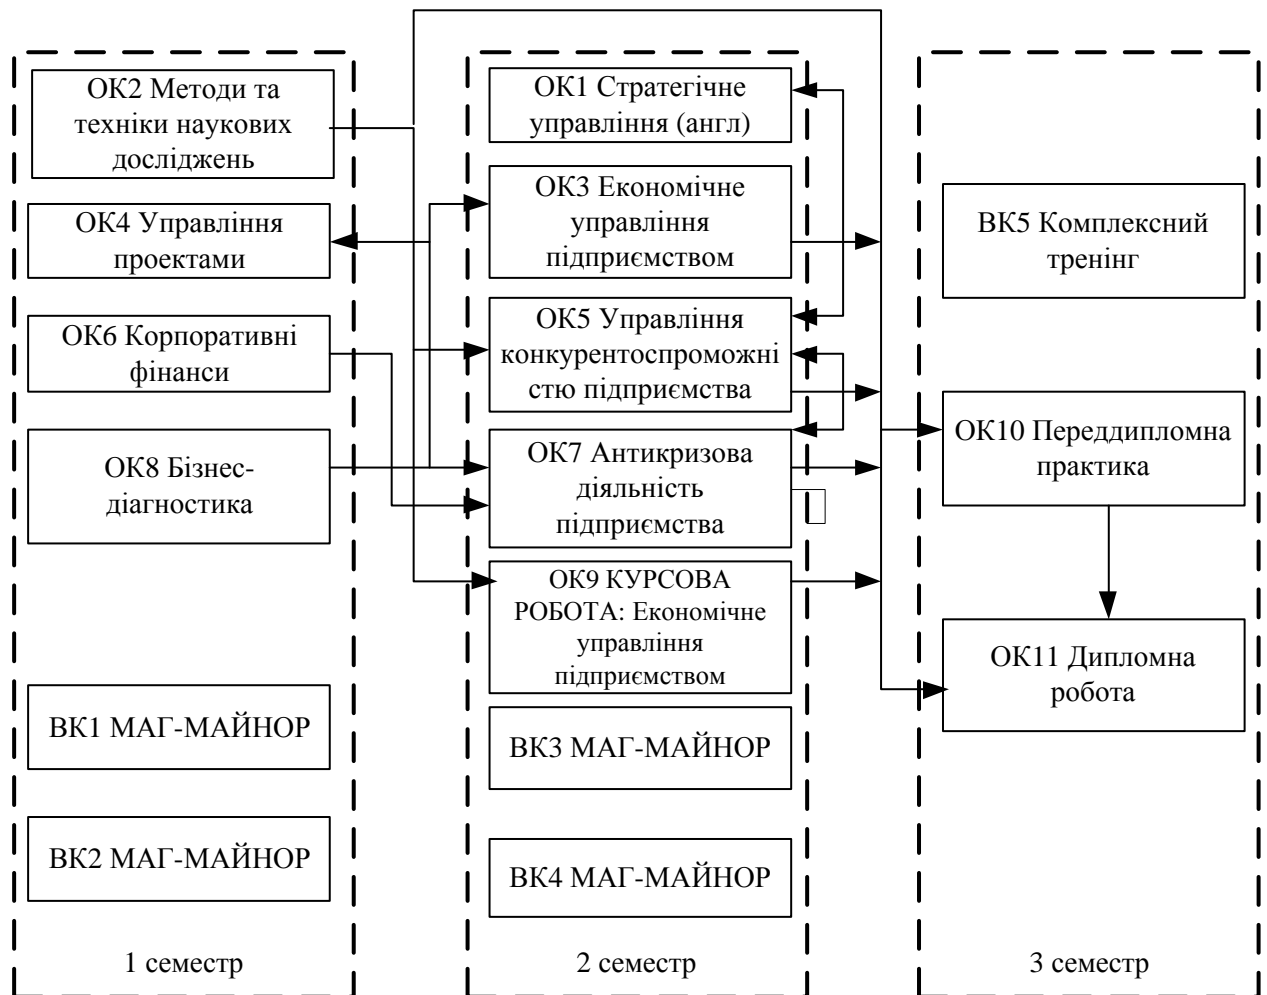 ОК2 Методи та
техніки наукових
досліджень
ОК4 Управління
проектами
ОК6 Корпоративні
фінанси
ОК8 Бізнес-
діагностика
ВК1 МАГ-МАЙНОР
ВК2 МАГ-МАЙНОР
1 семестр
ОК1 Стратегічне
управління (англ)
ОК3 Економічне
управління
підприємством
ОК5 Управління
конкурентоспроможні
стю підприємства
ОК7 Антикризова
діяльність
підприємства
ОК9 КУРСОВА
РОБОТА: Економічне
управління
підприємством
ВК3 МАГ-МАЙНОР
ВК4 МАГ-МАЙНОР
2 семестр
ВК5 Комплексний
тренінг
ОК10 Переддипломна
практика
ОК11 Дипломна
робота
3 семестр